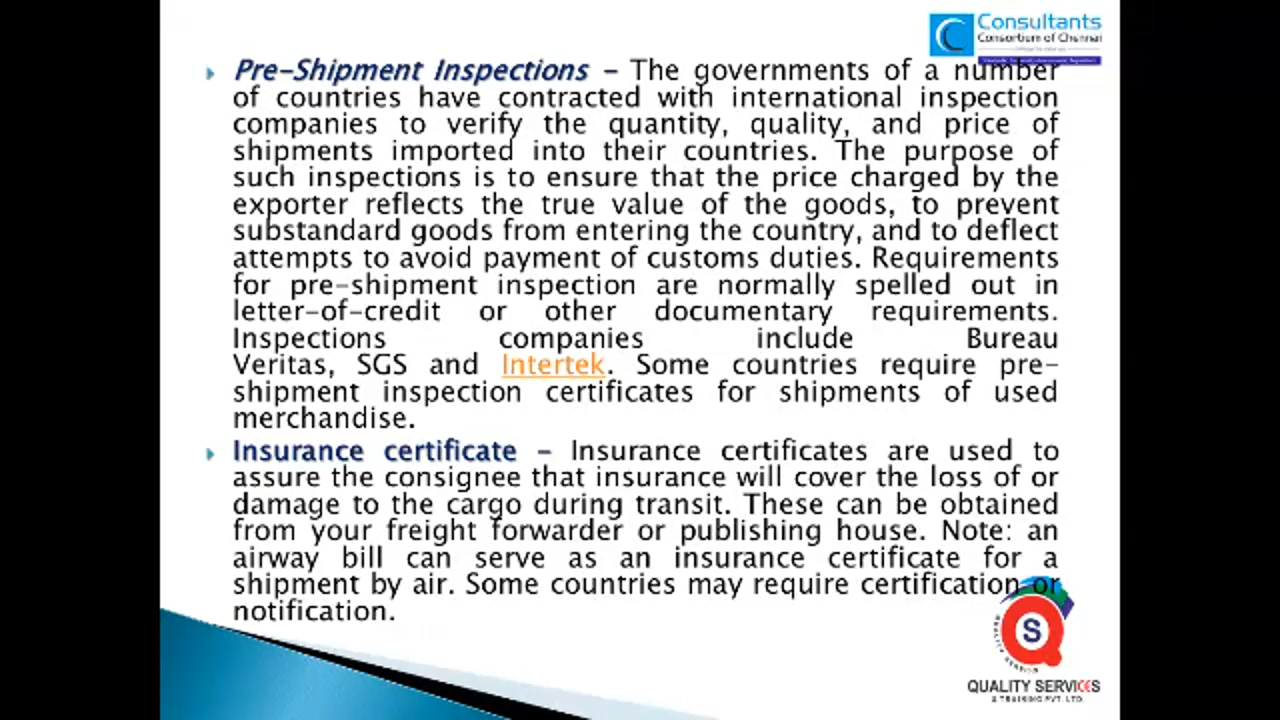 Consultants
Consortium of Chennai
Pre-Shipment Inspections – The governments of a number
of countries have contracted with international inspection
companies to verify the quantity, quality, and price of
shipments imported into their countries. The purpose of
such inspections is to ensure that the price charged by the
exporter reflects the true value of the goods, to prevent
substandard goods from entering the country, and to deflect
attempts to avoid payment of customs duties. Requirements
for pre-shipment inspection are normally spelled out in
letter-of-credit or other documentary requirements.
Inspections companies include Bureau
Veritas, SGS and Intertek. Some countries require pre-
shipment inspection certificates for shipments of used
merchandise.
Insurance certificate – Insurance certificates are used to
assure the consignee that insurance will cover the loss of or
damage to the cargo during transit. These can be obtained
from your freight forwarder or publishing house. Note: an
airway bill can serve as an insurance certificate for a
shipment by air. Some countries may require certification or
notification.
QUALITY SERVICES
& TRAINING PVT. LTD.